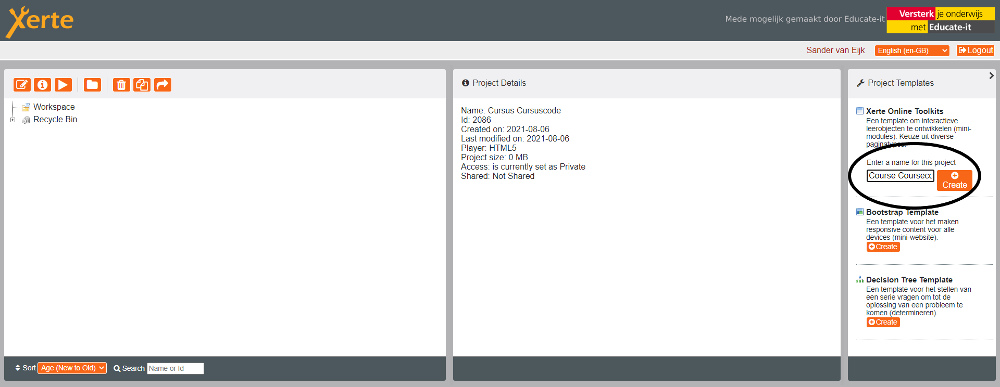 Xerte
Mede mogelijk gemaakt door Educate-it
Versterk je onderwijs
met Educate-it
Sander van Eijk
English (en-GB)
Logout
Workspace
Recycle Bin
Sort Age (New to Old) Search Name or Id
Project Details
Name: Cursus Cursuscode
Id: 2086
Created on: 2021-08-06
Last modified on: 2021-08-06
Player: HTML5
Project size: 0 MB
Access: is currently set as Private
Shared: Not Shared
Project Templates
Xerte Online Toolkits
Een template om interactieve
leerobjecten te ontwikkelen (mini-
modules). Keuze uit diverse
paginatypes.
Enter a name for this project
Course Coursecc
Create
Bootstrap Template
Een template voor het maken
responsive content voor alle
devices (mini-website).
Create
Decision Tree Template
Een template voor het stellen van
een serie vragen om tot de
oplossing van een probleem te
komen (determineren).
Create